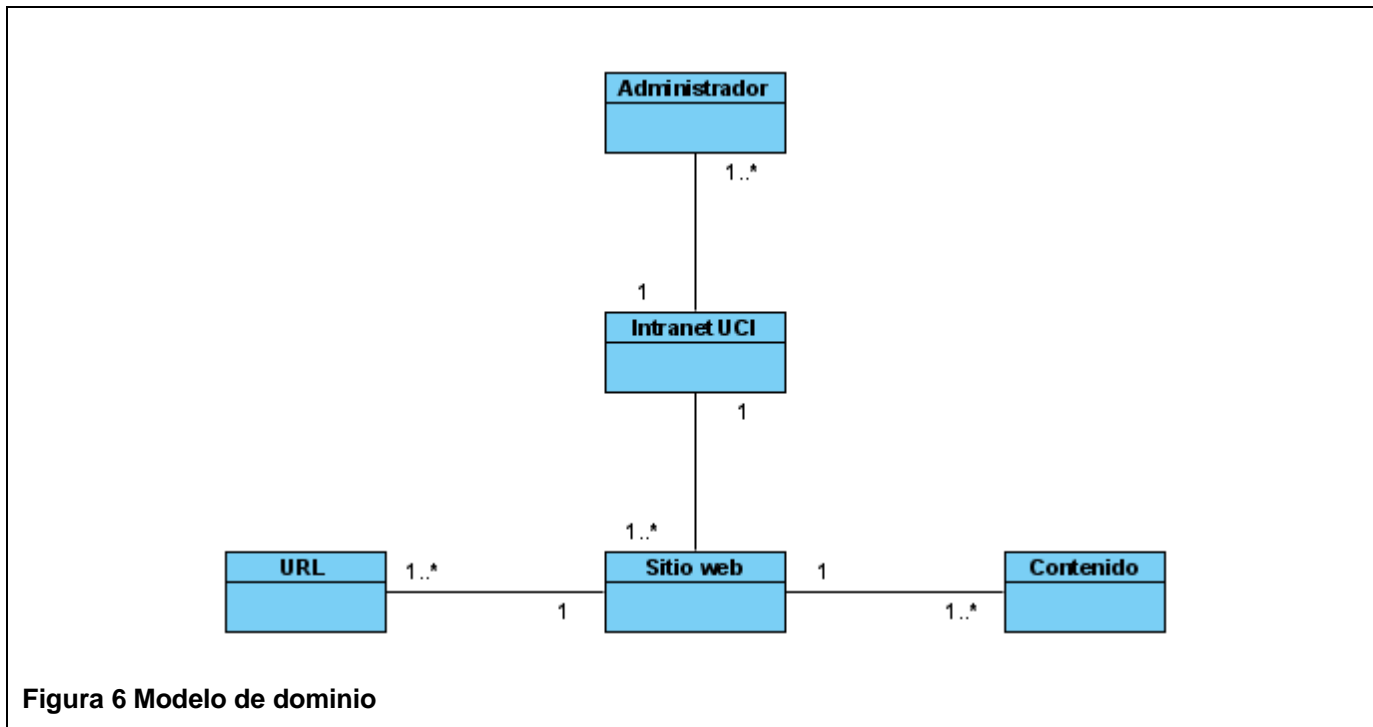 Administrador
1..*
1
Intranet UCI
1
1..*
URL
1..*
1
Sitio web
1
1..*
Contenido
Figura 6 Modelo de dominio